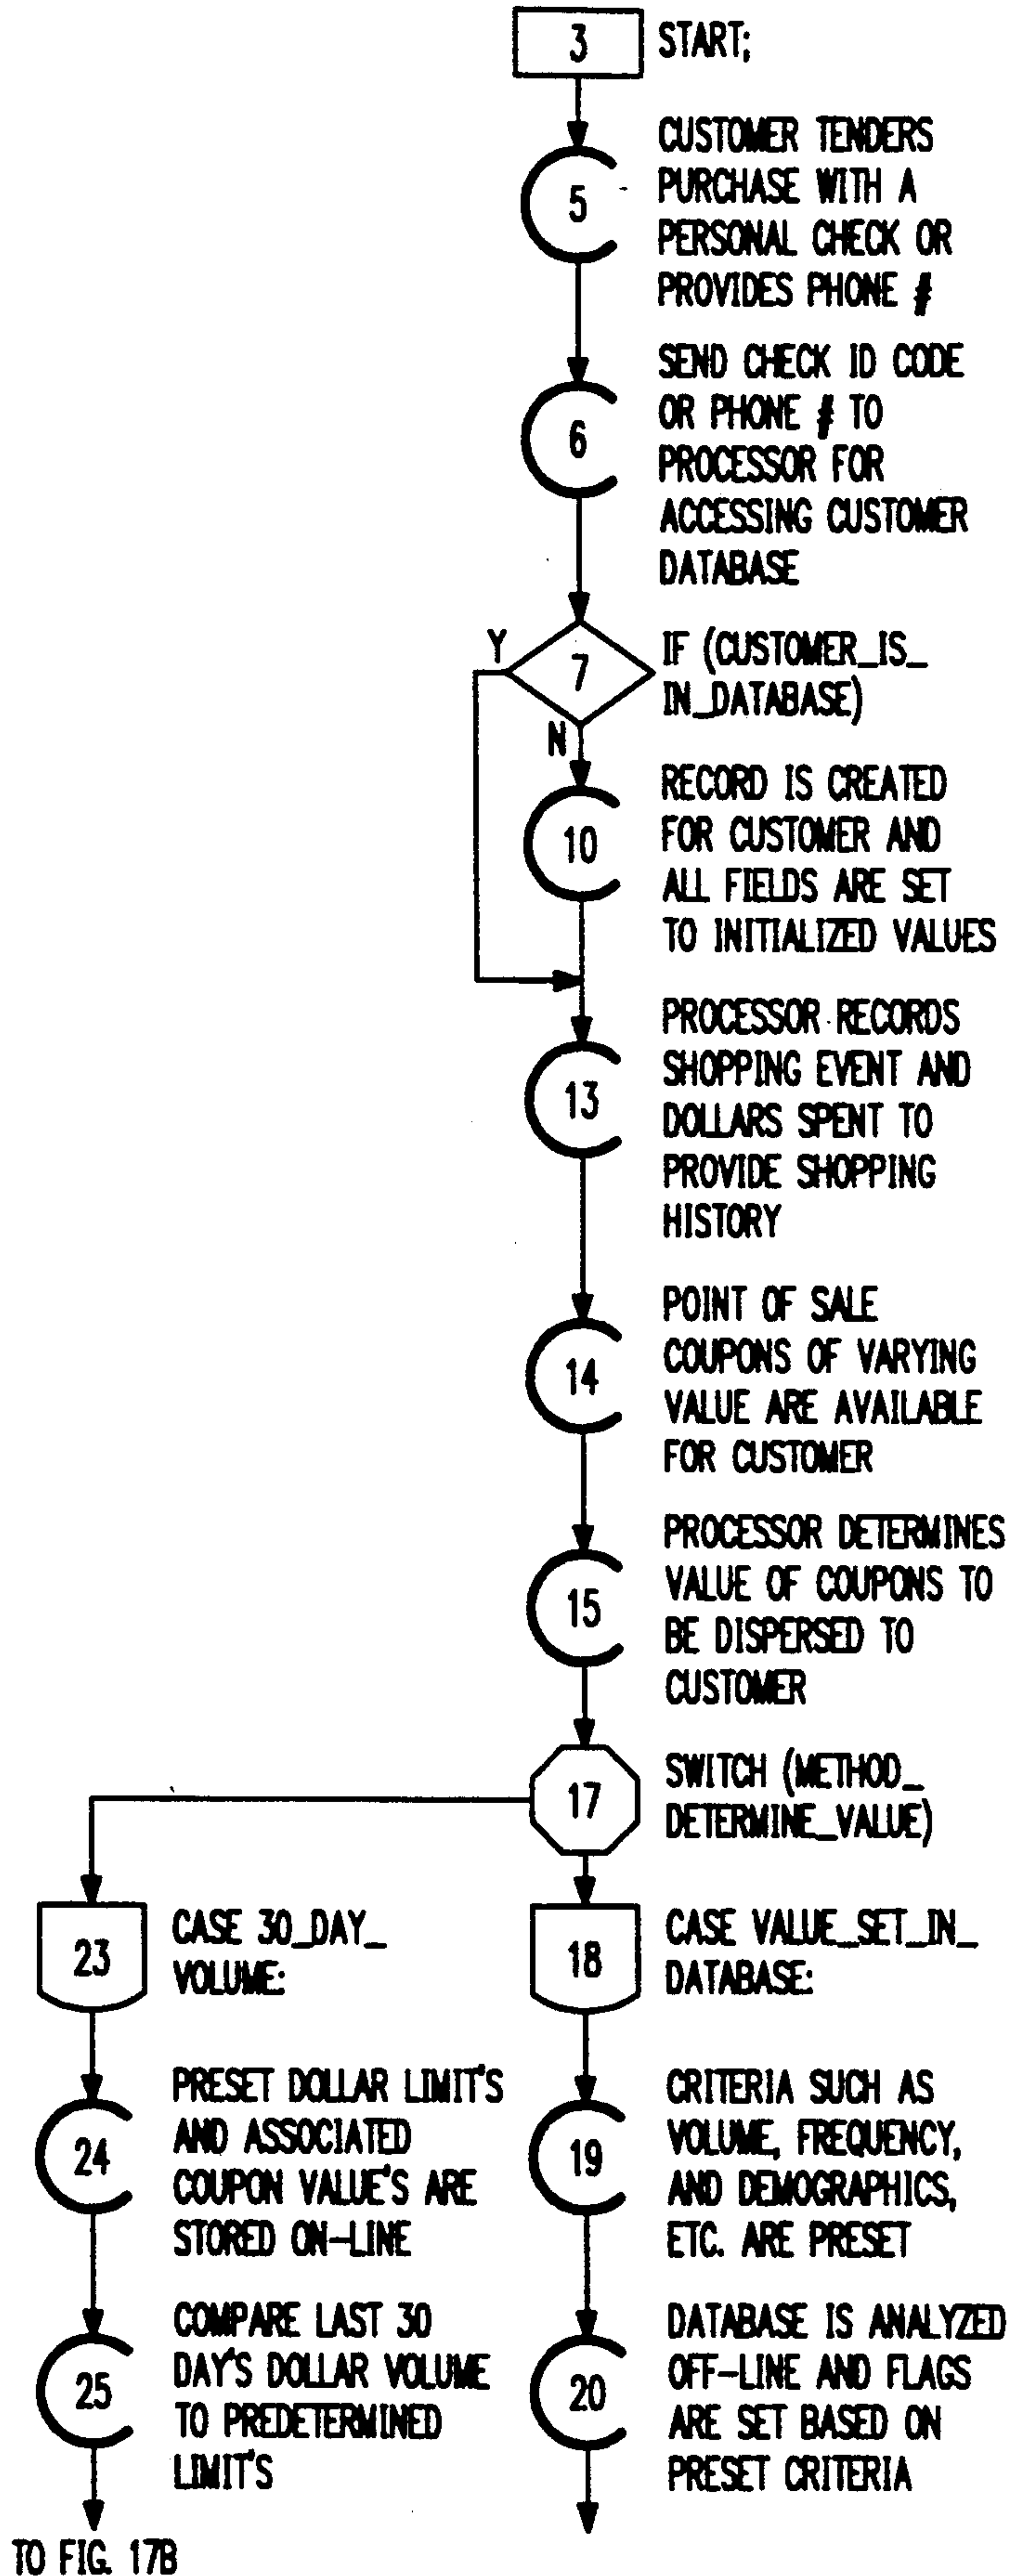 3 START;
5
CUSTOMER TENDERS
PURCHASE WITH A
PERSONAL CHECK OR
PROVIDES PHONE #
6
SEND CHECK ID CODE
OR PHONE # TO
PROCESSOR FOR
ACCESSING CUSTOMER
DATABASE
Y
7
N
IF (CUSTOMER_IS_
IN_DATABASE)
10
RECORD IS CREATED
FOR CUSTOMER AND
ALL FIELDS ARE SET
TO INITIALIZED VALUES
13
PROCESSOR RECORDS
SHOPPING EVENT AND
DOLLARS SPENT TO
PROVIDE SHOPPING
HISTORY
14
POINT OF SALE
COUPONS OF VARYING
VALUE ARE AVAILABLE
FOR CUSTOMER
15
PROCESSOR DETERMINES
VALUE OF COUPONS TO
BE DISPERSED TO
CUSTOMER
17
SWITCH (METHOD_
DETERMINE_VALUE)
23
CASE 30_DAY_
VOLUME:
18
CASE VALUE_SET_IN_
DATABASE:
24
PRESET DOLLAR LIMIT'S
AND ASSOCIATED
COUPON VALUE'S ARE
STORED ON-LINE
19
CRITERIA SUCH AS
VOLUME, FREQUENCY,
AND DEMOGRAPHICS,
ETC. ARE PRESET
25
COMPARE LAST 30
DAY'S DOLLAR VOLUME
TO PREDETERMINED
LIMIT'S
20
DATABASE IS ANALYZED
OFF-LINE AND FLAGS
ARE SET BASED ON
PRESET CRITERIA
TO FIG. 17B